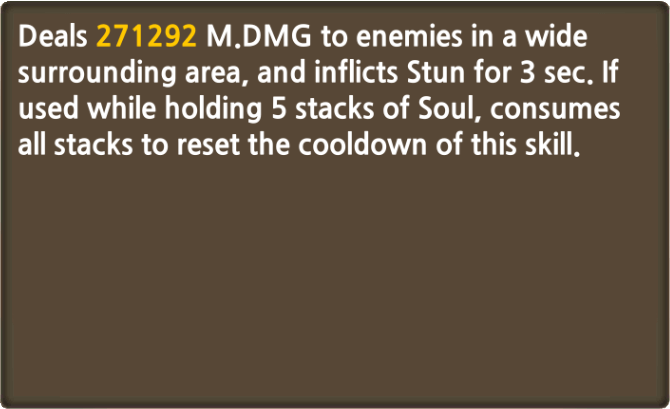 Deals 271292 M.DMG to enemies in a wide
surrounding area, and inflicts Stun for 3 sec. If
used while holding 5 stacks of Soul, consumes
all stacks to reset the cooldown of this skill.